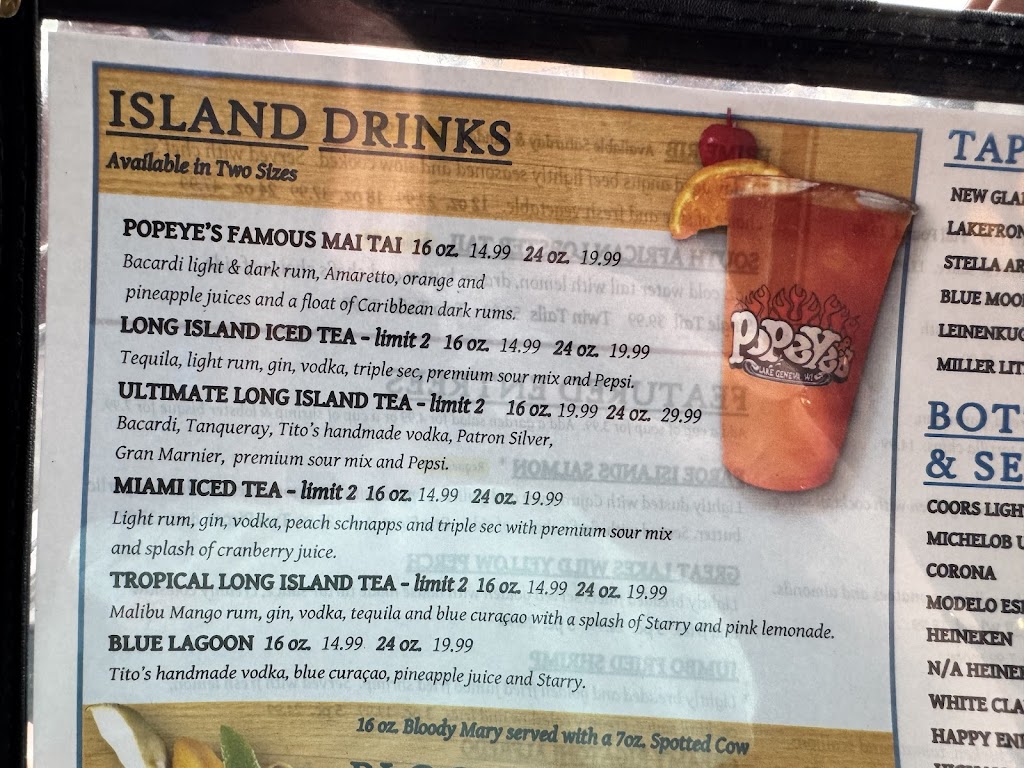 ISLAND DRINKS
Available in Two Sizes
POPEYE'S FAMOUS MAI TAI 16 oz. 14.99 24 oz. 19.99
Bacardi light & dark rum, Amaretto, orange and
pineapple juices and a float of Caribbean dark rums.
LONG ISLAND ICED TEA – limit 2 16 oz. 14.99 24 oz. 19.99
Tequila, light rum, gin, vodka, triple sec, premium sour mix and Pepsi.
ULTIMATE LONG ISLAND TEA – limit 2 16 oz. 19.99 24 oz. 29.99
Bacardi, Tanqueray, Tito's handmade vodka, Patron Silver,
Gran Marnier, premium sour mix and Pepsi.
MIAMI ICED TEA – limit 2 16 oz. 14.99 24 oz. 19.99
Light rum, gin, vodka, peach schnapps and triple sec with premium sour mix
and splash of cranberry juice.
TROPICAL LONG ISLAND TEA – limit 2 16 oz. 14.99 24 oz. 19.99
Malibu Mango rum, gin, vodka, tequila and blue curaçao with a splash of Starry and pink lemonade.
BLUE LAGOON 16 oz. 14.99 24 oz. 19.99
Tito's handmade vodka, blue curaçao, pineapple juice and Starry.
16 oz. Bloody Mary served with a 7oz. Spotted Cow
POPEYE'S
LAKE GENEVA, WI
TAP
NEW GLA
LAKEFRON
STELLA AR
BLUE MOO
LEINENKUG
MILLER LIT
BOT
& SE
COORS LIGH
MICHELOB U
CORONA
MODELO ESP
HEINEKEN
N/A HEINE
WHITE CLA
HAPPY END